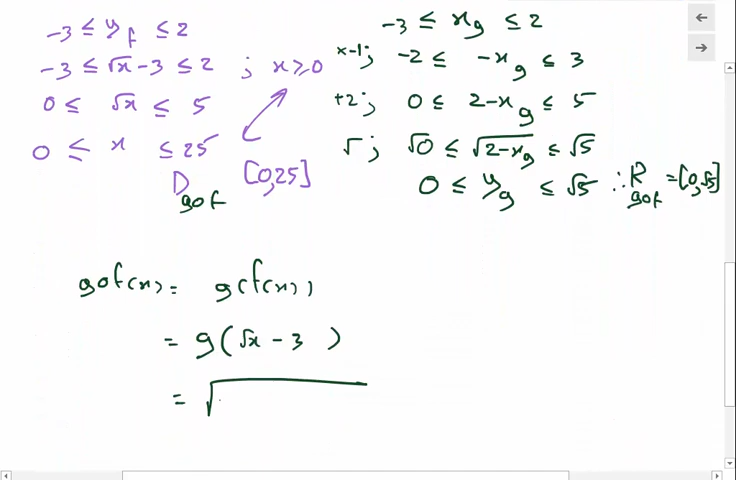 -3 ≤ y_f ≤ 2
-3 ≤ √x - 3 ≤ 2 ; x ≥ 0
0 ≤ √x ≤ 5
0 ≤ x ≤ 25
D_gof [0,25]
-3 ≤ x_g ≤ 2
x-1; -2 ≤ -x_g ≤ 3
+2; 0 ≤ 2-x_g ≤ 5
√; √0 ≤ √(2-x_g) ≤ √5
0 ≤ y_g ≤ √5 ∴ R_gof = [0,√5]
gof(x) = g(f(x))
= g(√x - 3 )
= √